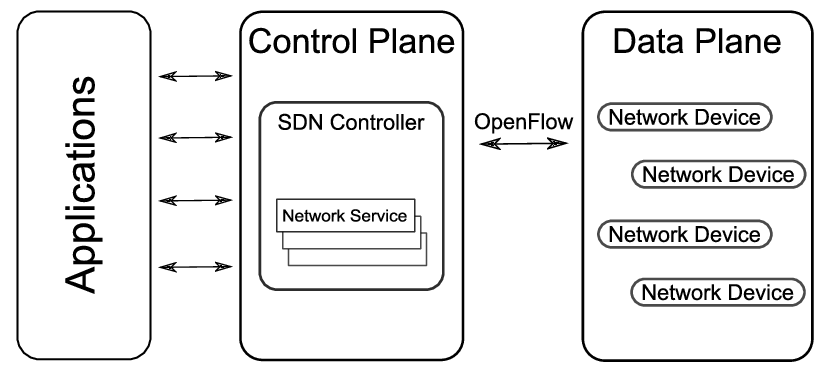 Applications
Control Plane
SDN Controller
Network Service
OpenFlow
Data Plane
Network Device
Network Device
Network Device
Network Device